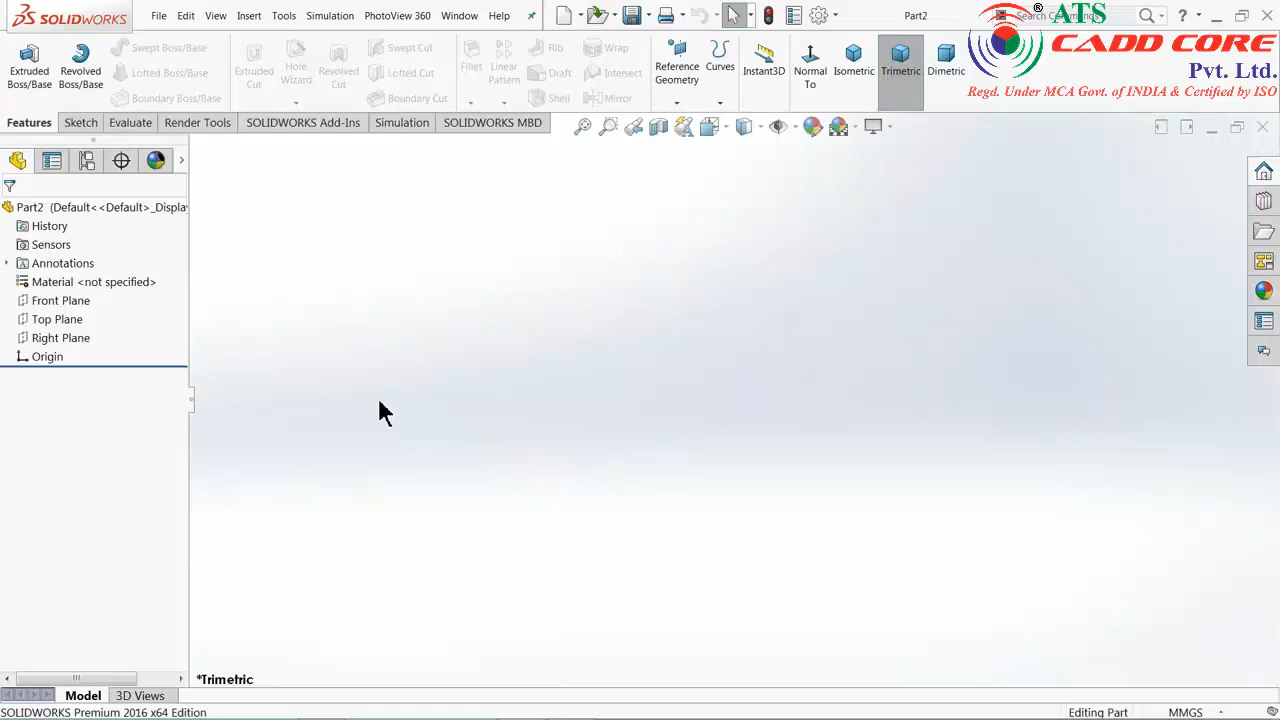 SOLIDWORKS File Edit View Insert Tools Simulation PhotoView 360 Window Help Part2 Search Commands ?
® ATS
CADD CORE
Pvt. Ltd.
Regd. Under MCA Govt. of INDIA & Certified by ISO
Extruded Boss/Base
Revolved Boss/Base
Swept Boss/Base
Lofted Boss/Base
Boundary Boss/Base
Extruded Cut
Hole Wizard
Revolved Cut
Swept Cut
Lofted Cut
Boundary Cut
Fillet
Linear Pattern
Rib
Draft
Shell
Wrap
Intersect
Mirror
Reference Geometry
Curves
Instant3D
Normal To
Isometric
Trimetric
Dimetric
Features Sketch Evaluate Render Tools SOLIDWORKS Add-Ins Simulation SOLIDWORKS MBD
Part2 (Default<<Default>_Displa
History
Sensors
Annotations
Material <not specified>
Front Plane
Top Plane
Right Plane
Origin
*Trimetric
Model 3D Views
SOLIDWORKS Premium 2016 x64 Edition Editing Part MMGS